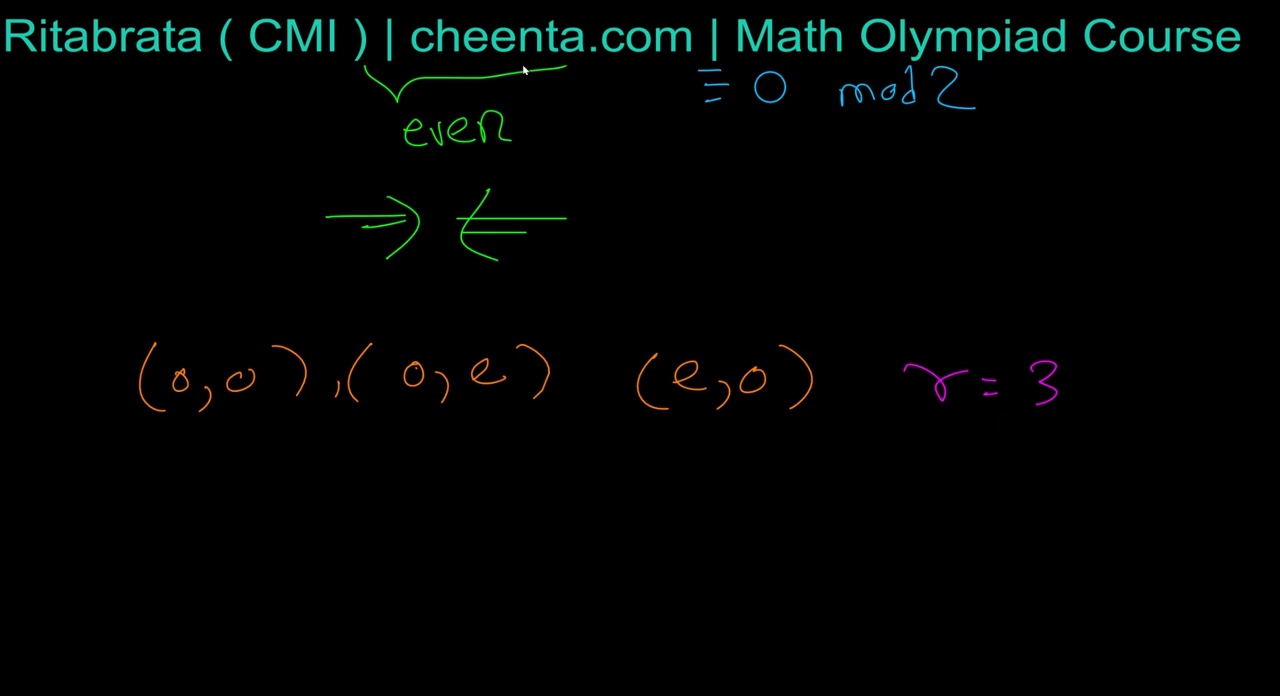 Ritabrata ( CMI ) | cheenta.com | Math Olympiad Course
≡ 0 mod 2
even
⇒ ⇐
(o,o) , (o,e) (e,o) r = 3